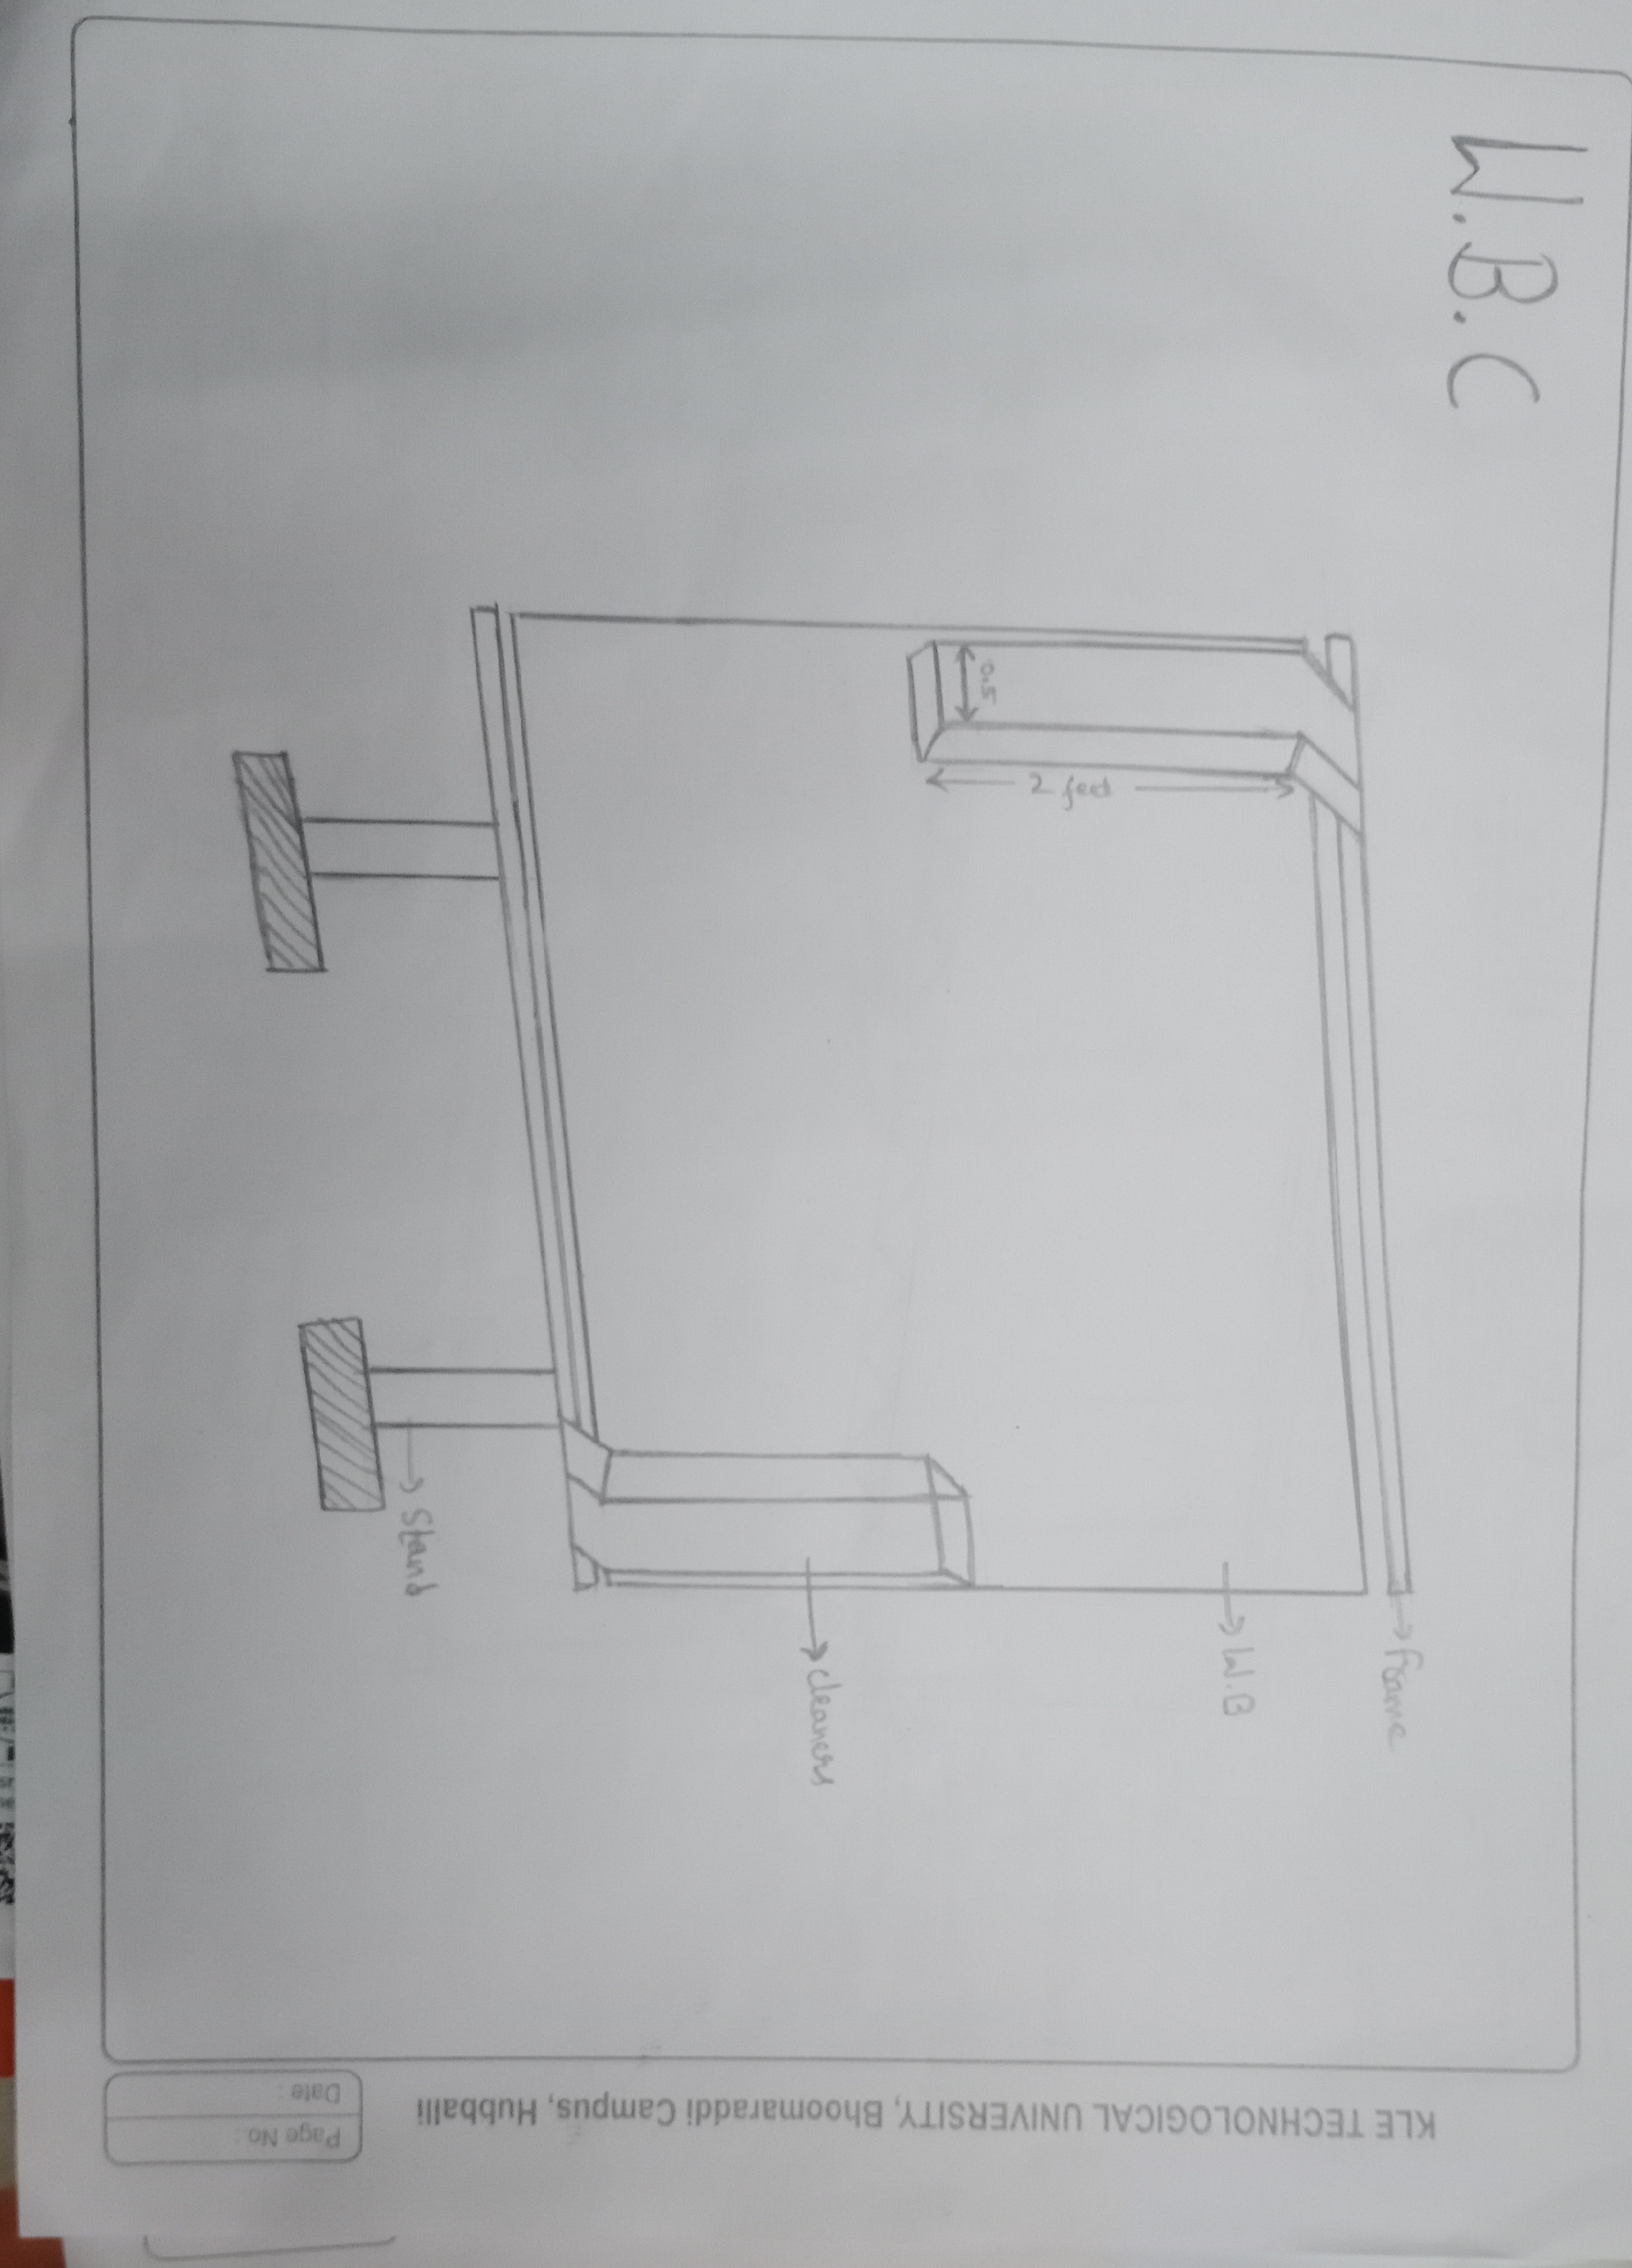 W.B.C
0.5
2 feet
frame
W.B
cleaners
stand
KLE TECHNOLOGICAL UNIVERSITY, Bhoomaraddi Campus, Hubballi
Page No.:
Date :